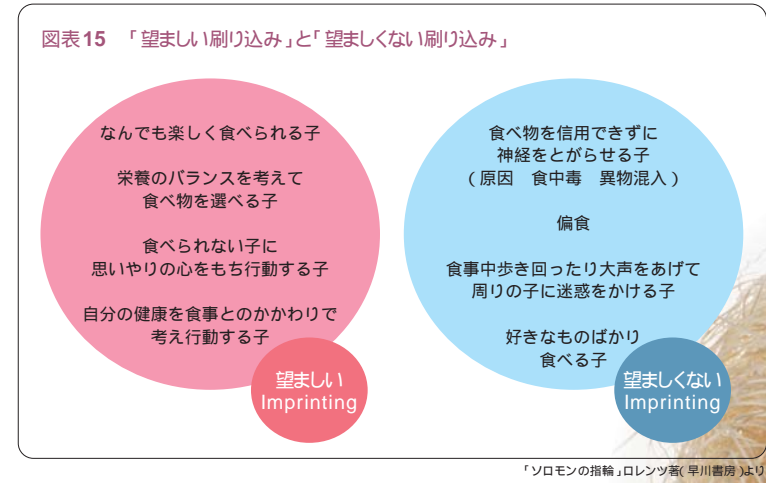 図表15 「望ましい刷り込み」と「望ましくない刷り込み」
なんでも楽しく食べられる子
栄養のバランスを考えて
食べ物を選べる子
食べられない子に
思いやりの心をもち行動する子
自分の健康を食事とのかかわりで
考え行動する子
望ましい
Imprinting
食べ物を信用できずに
神経をとがらせる子
(原因 食中毒 異物混入)
偏食
食事中歩き回ったり大声をあげて
周りの子に迷惑をかける子
好きなものばかり
食べる子
望ましくない
Imprinting
「ソロモンの指輪」ロレンツ著(早川書房)より